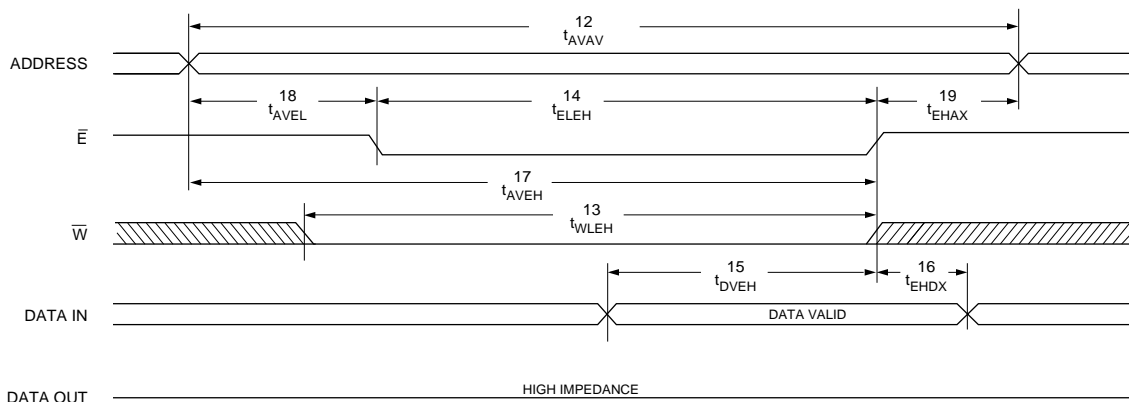 12
tAVAV
ADDRESS
18
tAVEL
14
tELEH
19
tEHAX
E̅
17
tAVEH
13
tWLEH
W̅
15
tDVEH
16
tEHDX
DATA IN
DATA VALID
DATA OUT
HIGH IMPEDANCE